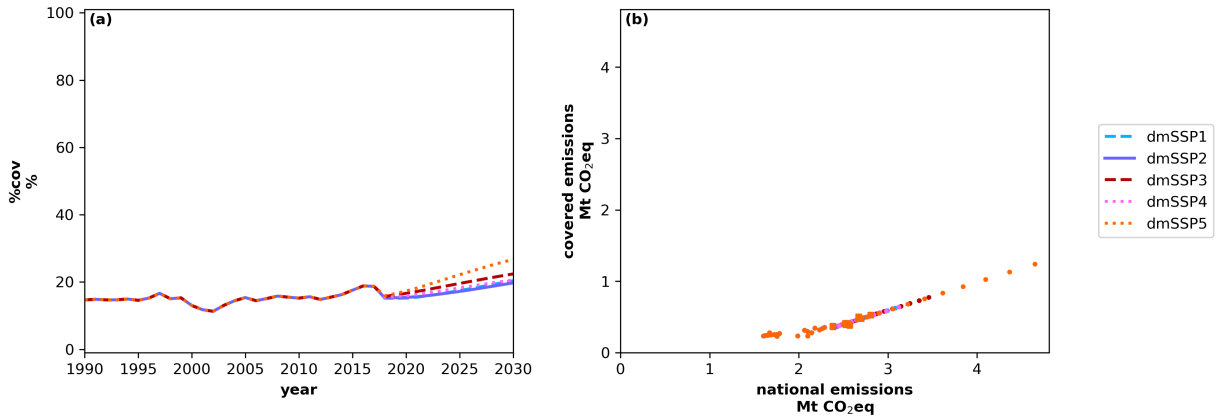 (a)
100
80
60
40
20
0
%cov
%
1990 1995 2000 2005 2010 2015 2020 2025 2030
year
(b)
4
3
2
1
0
covered emissions
Mt CO₂eq
0 1 2 3 4
national emissions
Mt CO₂eq
dmSSP1
dmSSP2
dmSSP3
dmSSP4
dmSSP5